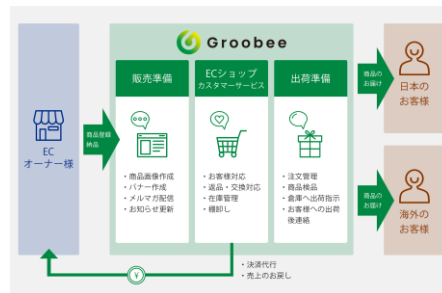 Groobee
EC
オーナー様
商品登録
納品
販売準備
・商品画像作成
・バナー作成
・メルマガ配信
・お知らせ更新
ECショップ
カスタマーサービス
・お客様対応
・返品・交換対応
・在庫管理
・棚卸し
出荷準備
・注文管理
・商品検品
・倉庫へ出荷指示
・お客様への出荷
後連絡
商品の
お届け
日本の
お客様
商品の
お届け
海外の
お客様
¥
・決済代行
・売上のお戻し